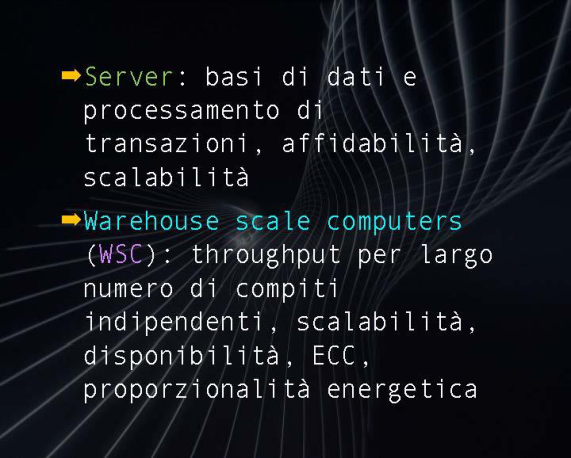 ➡Server: basi di dati e
processamento di
transazioni, affidabilità,
scalabilità
➡Warehouse scale computers
(WSC): throughput per largo
numero di compiti
indipendenti, scalabilità,
disponibilità, ECC,
proporzionalità energetica